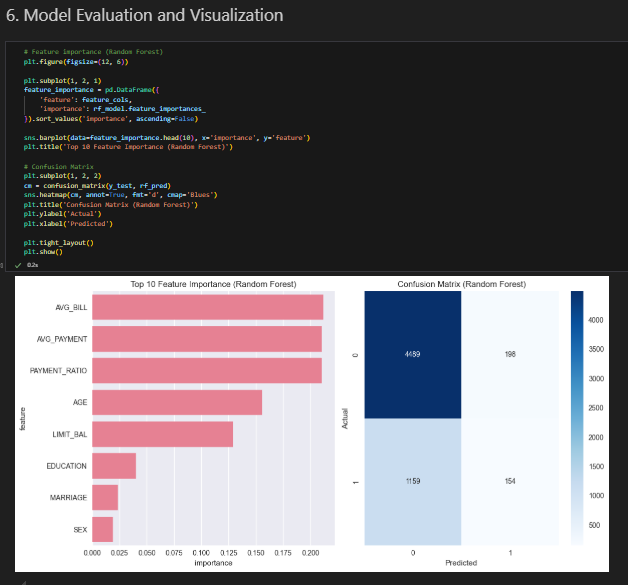 6. Model Evaluation and Visualization
# Feature importance (Random Forest)
plt.figure(figsize=(12, 6))
plt.subplot(1, 2, 1)
feature_importance = pd.DataFrame({
'feature': feature_cols,
'importance': rf_model.feature_importances_
}).sort_values('importance', ascending=False)
sns.barplot(data=feature_importance.head(10), x='importance', y='feature')
plt.title('Top 10 Feature Importance (Random Forest)')
# Confusion Matrix
plt.subplot(1, 2, 2)
cm = confusion_matrix(y_test, rf_pred)
sns.heatmap(cm, annot=True, fmt='d', cmap='Blues')
plt.title('Confusion Matrix (Random Forest)')
plt.ylabel('Actual')
plt.xlabel('Predicted')
plt.tight_layout()
plt.show()
0.2s
Top 10 Feature Importance (Random Forest)
AVG_BILL
AVG_PAYMENT
PAYMENT_RATIO
AGE
LIMIT_BAL
EDUCATION
MARRIAGE
SEX
feature
0.000 0.025 0.050 0.075 0.100 0.125 0.150 0.175 0.200
importance
Confusion Matrix (Random Forest)
0
4489 198
Actual
1
1159 154
0 1
Predicted
4000
3500
3000
2500
2000
1500
1000
500